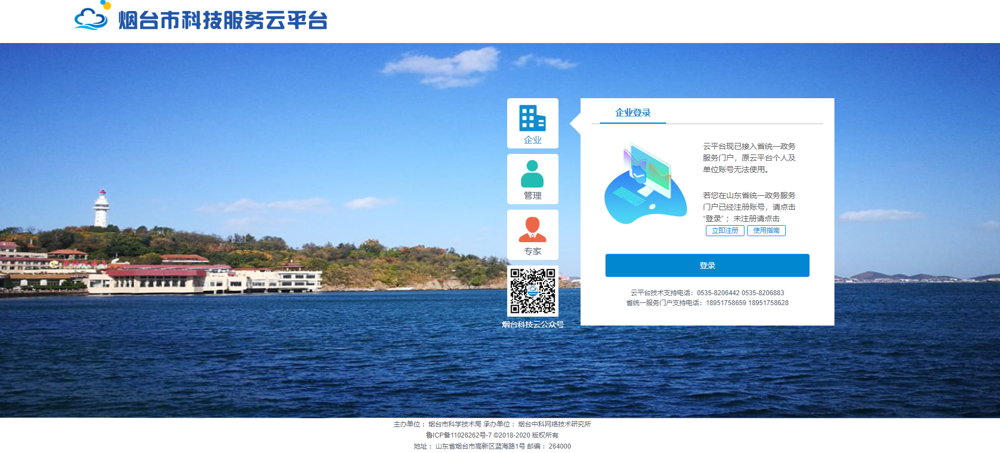 烟台市科技服务云平台
企业
管理
专家
烟台科技云公众号
企业登录
云平台现已接入省统一政务
服务门户，原云平台个人及
单位账号无法使用。
若您在山东省统一政务服务
门户已经注册账号，请点击
“登录”；未注册请点击
立即注册 使用指南
登录
云平台技术支持电话：0535-8206442 0535-8206883
省统一服务门户支持电话：18951758659 18951758628
主办单位：烟台市科学技术局 承办单位：烟台中科网络技术研究所
鲁ICP备11026262号-7 ©2018-2020 版权所有
地址：山东省烟台市高新区蓝海路1号 邮编：264000